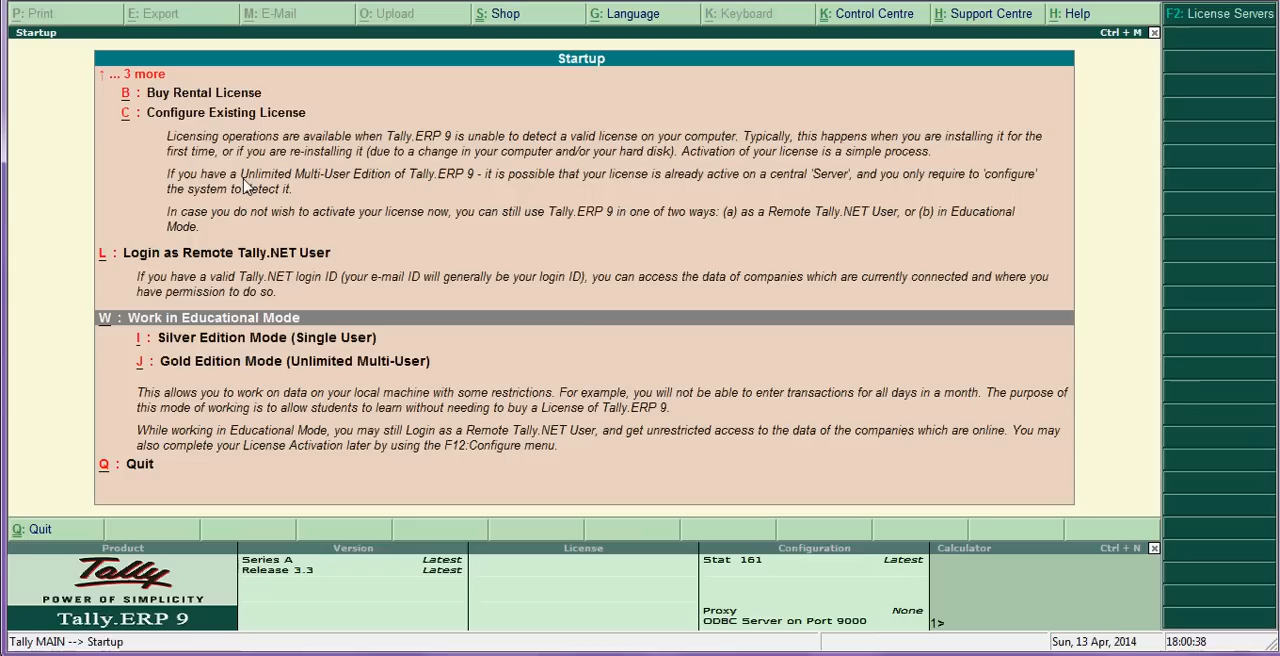 P: Print
E: Export
M: E-Mail
O: Upload
S: Shop
G: Language
K: Keyboard
K: Control Centre
H: Support Centre
H: Help
F2: License Servers
Startup
Ctrl + M
Startup
↑ ... 3 more
B : Buy Rental License
C : Configure Existing License
Licensing operations are available when Tally.ERP 9 is unable to detect a valid license on your computer. Typically, this happens when you are installing it for the
first time, or if you are re-installing it (due to a change in your computer and/or your hard disk). Activation of your license is a simple process.
If you have a Unlimited Multi-User Edition of Tally.ERP 9 - it is possible that your license is already active on a central 'Server', and you only require to 'configure'
the system to detect it.
In case you do not wish to activate your license now, you can still use Tally.ERP 9 in one of two ways: (a) as a Remote Tally.NET User, or (b) in Educational
Mode.
L : Login as Remote Tally.NET User
If you have a valid Tally.NET login ID (your e-mail ID will generally be your login ID), you can access the data of companies which are currently connected and where you
have permission to do so.
W : Work in Educational Mode
I : Silver Edition Mode (Single User)
J : Gold Edition Mode (Unlimited Multi-User)
This allows you to work on data on your local machine with some restrictions. For example, you will not be able to enter transactions for all days in a month. The purpose of
this mode of working is to allow students to learn without needing to buy a License of Tally.ERP 9.
While working in Educational Mode, you may still Login as a Remote Tally.NET User, and get unrestricted access to the data of the companies which are online. You may
also complete your License Activation later by using the F12:Configure menu.
Q : Quit
Q: Quit
Product
Version
License
Configuration
Calculator
Ctrl + N
Tally
POWER OF SIMPLICITY
Tally.ERP 9
Series A Latest
Release 3.3 Latest
Stat 161 Latest
Proxy None
ODBC Server on Port 9000
1>
Tally MAIN --> Startup
Sun, 13 Apr, 2014
18:00:38